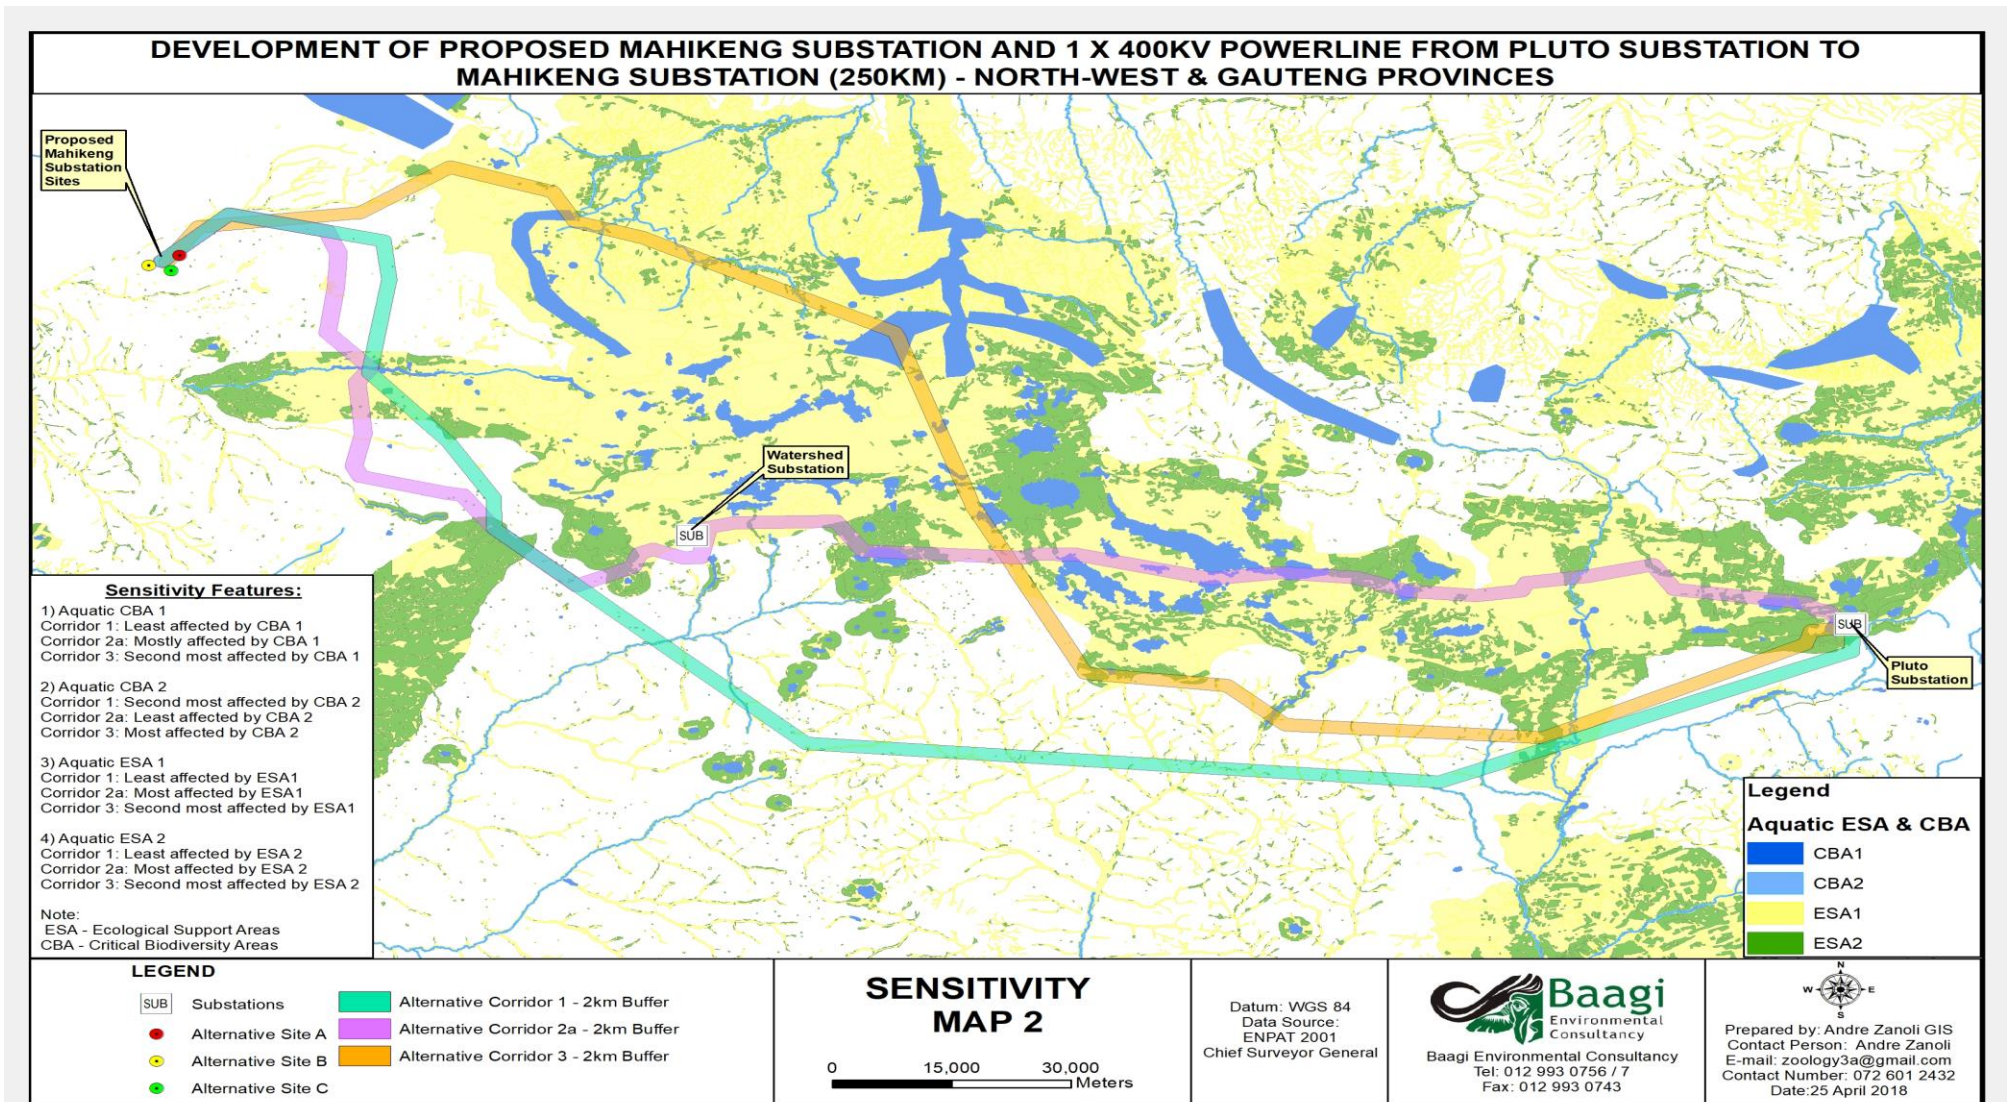 DEVELOPMENT OF PROPOSED MAHIKENG SUBSTATION AND 1 X 400KV POWERLINE FROM PLUTO SUBSTATION TO
MAHIKENG SUBSTATION (250KM) - NORTH-WEST & GAUTENG PROVINCES
Proposed
Mahikeng
Substation
Sites
Watershed
Substation
SUB
SUB
Pluto
Substation
Sensitivity Features:
1) Aquatic CBA 1
Corridor 1: Least affected by CBA 1
Corridor 2a: Mostly affected by CBA 1
Corridor 3: Second most affected by CBA 1
2) Aquatic CBA 2
Corridor 1: Second most affected by CBA 2
Corridor 2a: Least affected by CBA 2
Corridor 3: Most affected by CBA 2
3) Aquatic ESA 1
Corridor 1: Least affected by ESA1
Corridor 2a: Most affected by ESA1
Corridor 3: Second most affected by ESA1
4) Aquatic ESA 2
Corridor 1: Least affected by ESA 2
Corridor 2a: Most affected by ESA 2
Corridor 3: Second most affected by ESA 2
Note:
ESA - Ecological Support Areas
CBA - Critical Biodiversity Areas
Legend
Aquatic ESA & CBA
CBA1
CBA2
ESA1
ESA2
LEGEND
SUB Substations
Alternative Site A
Alternative Site B
Alternative Site C
Alternative Corridor 1 - 2km Buffer
Alternative Corridor 2a - 2km Buffer
Alternative Corridor 3 - 2km Buffer
SENSITIVITY
MAP 2
0 15,000 30,000
Meters
Datum: WGS 84
Data Source:
ENPAT 2001
Chief Surveyor General
Baagi
Environmental
Consultancy
Baagi Environmental Consultancy
Tel: 012 993 0756 / 7
Fax: 012 993 0743
N
W E
S
Prepared by: Andre Zanoli GIS
Contact Person: Andre Zanoli
E-mail: zoology3a@gmail.com
Contact Number: 072 601 2432
Date:25 April 2018